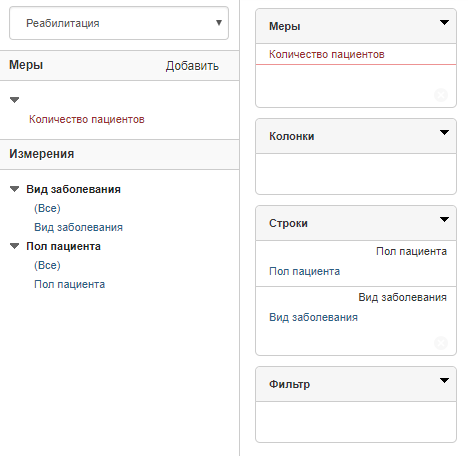 Реабилитация
Меры Добавить
Количество пациентов
Измерения
Вид заболевания
(Все)
Вид заболевания
Пол пациента
(Все)
Пол пациента
Меры
Количество пациентов
Колонки
Строки
Пол пациента
Пол пациента
Вид заболевания
Вид заболевания
Фильтр